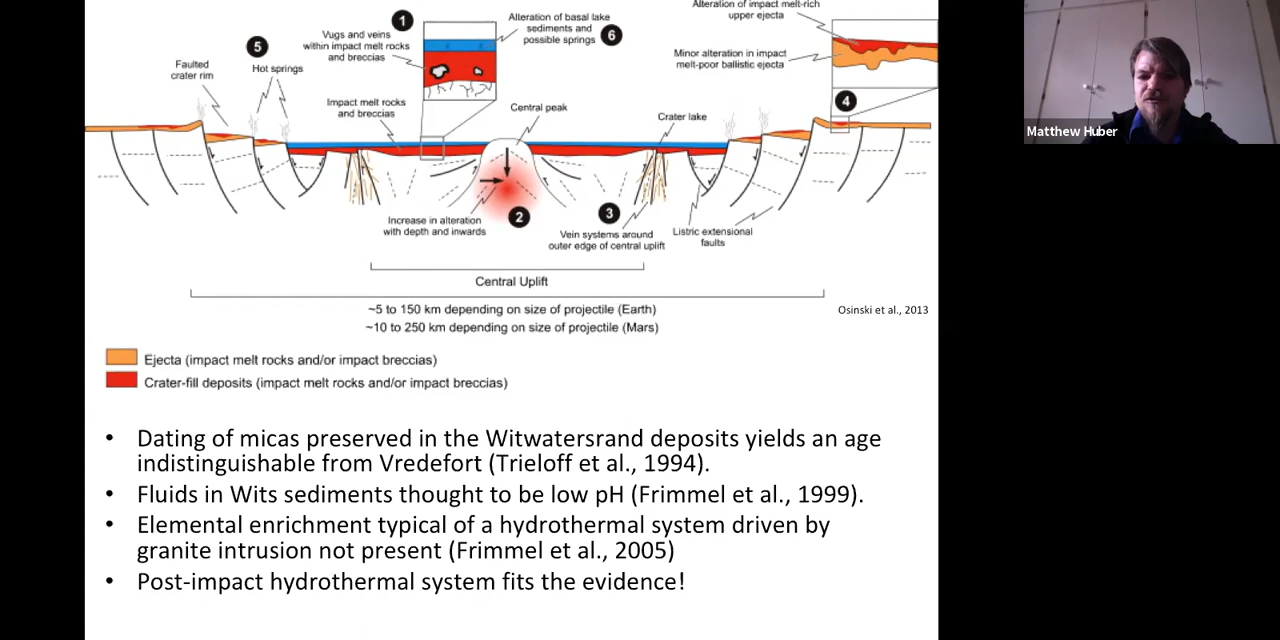 Alteration of impact melt-rich
upper ejecta
1
Vugs and veins
within impact melt rocks
and breccias
Alteration of basal lake
sediments and
possible springs
6
5
Hot springs
Faulted
crater rim
Minor alteration in impact
melt-poor ballistic ejecta
4
Impact melt rocks
and breccias
Central peak
Crater lake
Matthew Huber
Increase in alteration
with depth and inwards
2
3
Vein systems around
outer edge of central uplift
Listric extensional
faults
Central Uplift
~5 to 150 km depending on size of projectile (Earth)
~10 to 250 km depending on size of projectile (Mars)
Osinski et al., 2013
Ejecta (impact melt rocks and/or impact breccias)
Crater-fill deposits (impact melt rocks and/or impact breccias)
• Dating of micas preserved in the Witwatersrand deposits yields an age
indistinguishable from Vredefort (Trieloff et al., 1994).
• Fluids in Wits sediments thought to be low pH (Frimmel et al., 1999).
• Elemental enrichment typical of a hydrothermal system driven by
granite intrusion not present (Frimmel et al., 2005)
• Post-impact hydrothermal system fits the evidence!